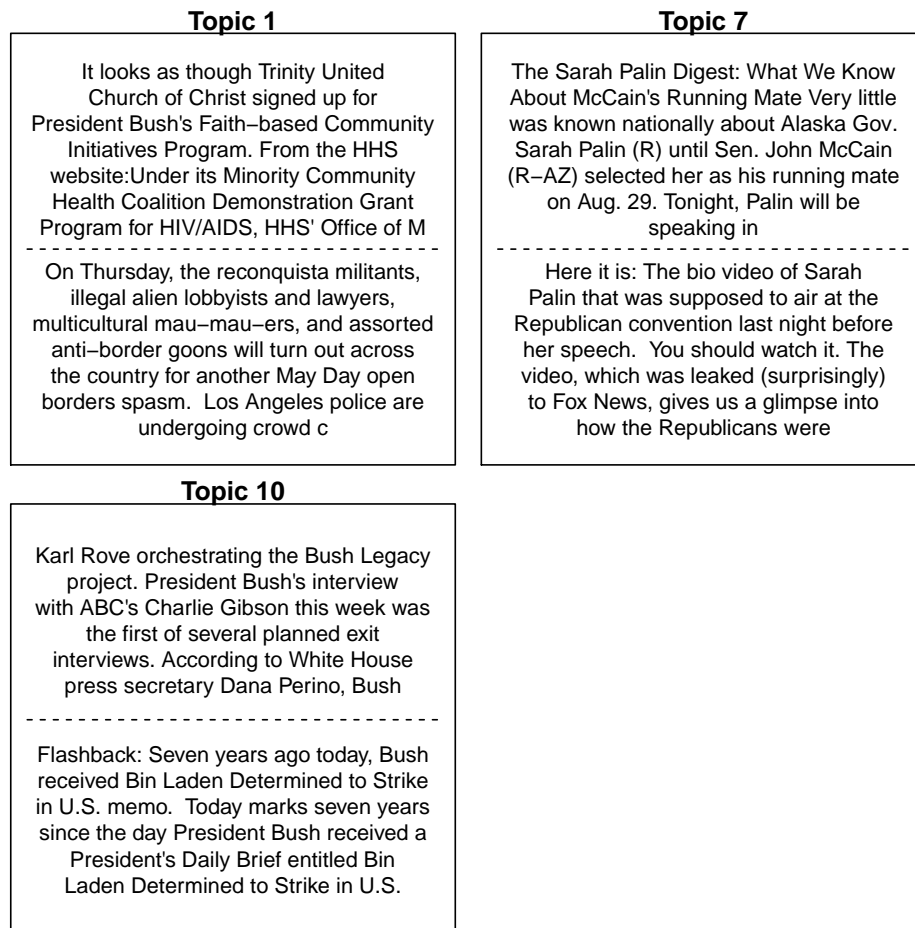 Topic 1
It looks as though Trinity United
Church of Christ signed up for
President Bush's Faith−based Community
Initiatives Program. From the HHS
website:Under its Minority Community
Health Coalition Demonstration Grant
Program for HIV/AIDS, HHS' Office of M
On Thursday, the reconquista militants,
illegal alien lobbyists and lawyers,
multicultural mau−mau−ers, and assorted
anti−border goons will turn out across
the country for another May Day open
borders spasm.  Los Angeles police are
undergoing crowd c
Topic 7
The Sarah Palin Digest: What We Know
About McCain's Running Mate Very little
was known nationally about Alaska Gov.
Sarah Palin (R) until Sen. John McCain
(R−AZ) selected her as his running mate
on Aug. 29. Tonight, Palin will be
speaking in
Here it is: The bio video of Sarah
Palin that was supposed to air at the
Republican convention last night before
her speech.  You should watch it. The
video, which was leaked (surprisingly)
to Fox News, gives us a glimpse into
how the Republicans were
Topic 10
Karl Rove orchestrating the Bush Legacy
project. President Bush's interview
with ABC's Charlie Gibson this week was
the first of several planned exit
interviews. According to White House
press secretary Dana Perino, Bush
Flashback: Seven years ago today, Bush
received Bin Laden Determined to Strike
in U.S. memo.  Today marks seven years
since the day President Bush received a
President's Daily Brief entitled Bin
Laden Determined to Strike in U.S.